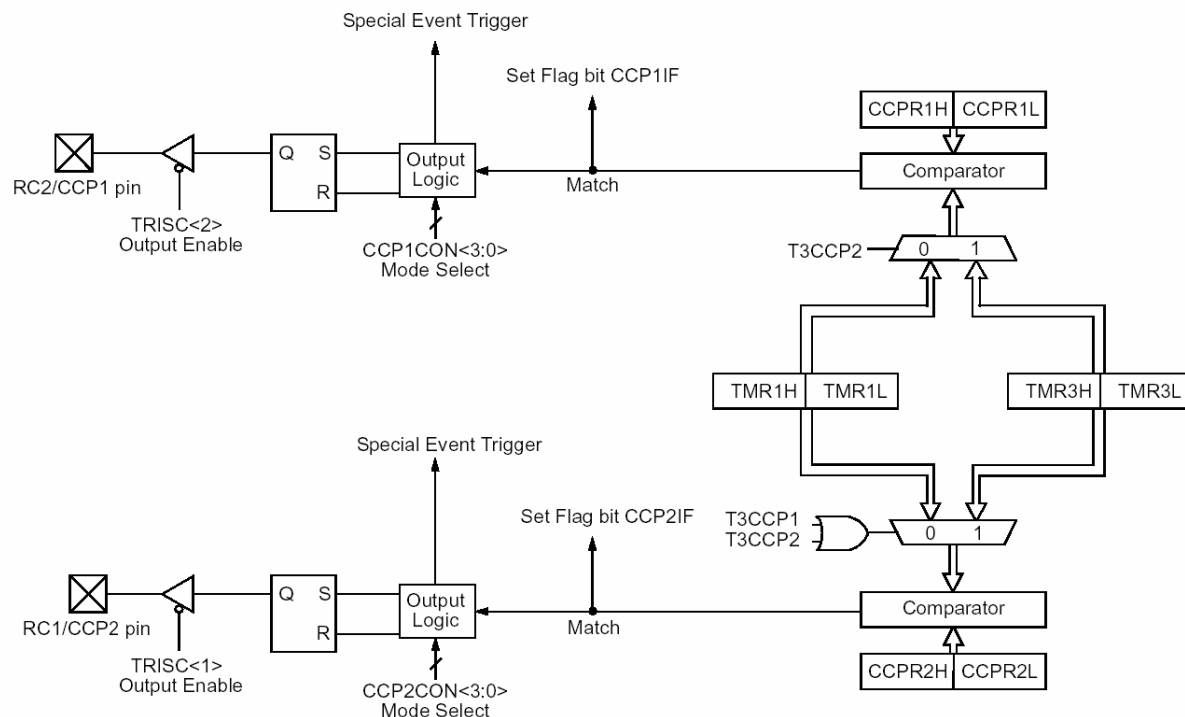 Special Event Trigger
Set Flag bit CCP1IF
CCPR1H CCPR1L
Q S
R
Output
Logic
Comparator
RC2/CCP1 pin
Match
TRISC<2>
Output Enable
CCP1CON<3:0>
Mode Select
T3CCP2
0 1
TMR1H TMR1L
TMR3H TMR3L
Special Event Trigger
Set Flag bit CCP2IF
T3CCP1
T3CCP2
0 1
Q S
R
Output
Logic
Comparator
RC1/CCP2 pin
Match
TRISC<1>
Output Enable
CCPR2H CCPR2L
CCP2CON<3:0>
Mode Select